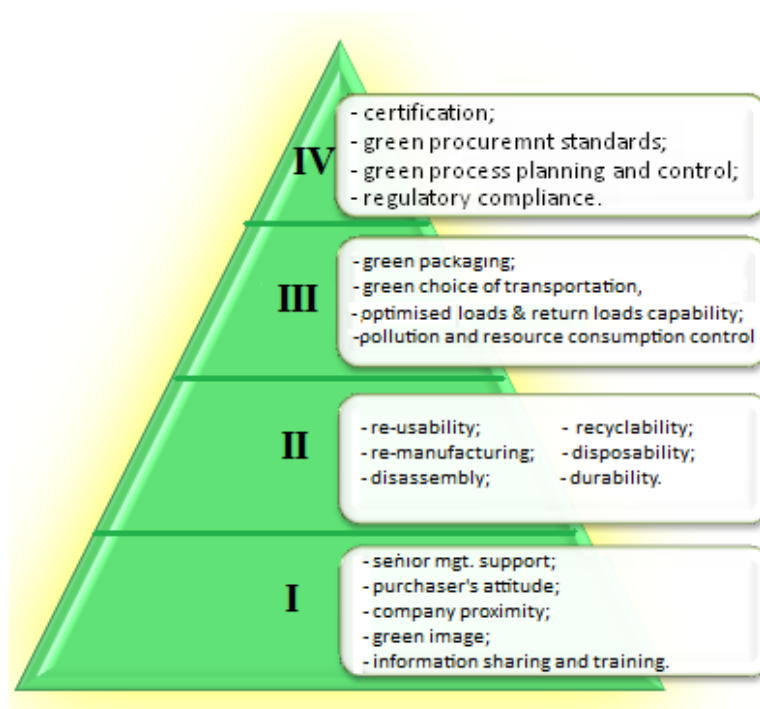 IV
- certification;
- green procuremnt standards;
- green process planning and control;
- regulatory compliance.
III
- green packaging;
- green choice of transportation,
- optimised loads & return loads capability;
-pollution and resource consumption control
II
- re-usability; - recyclability;
- re-manufacturing; - disposability;
- disassembly; - durability.
I
- senior mgt. support;
- purchaser's attitude;
- company proximity;
- green image;
- information sharing and training.